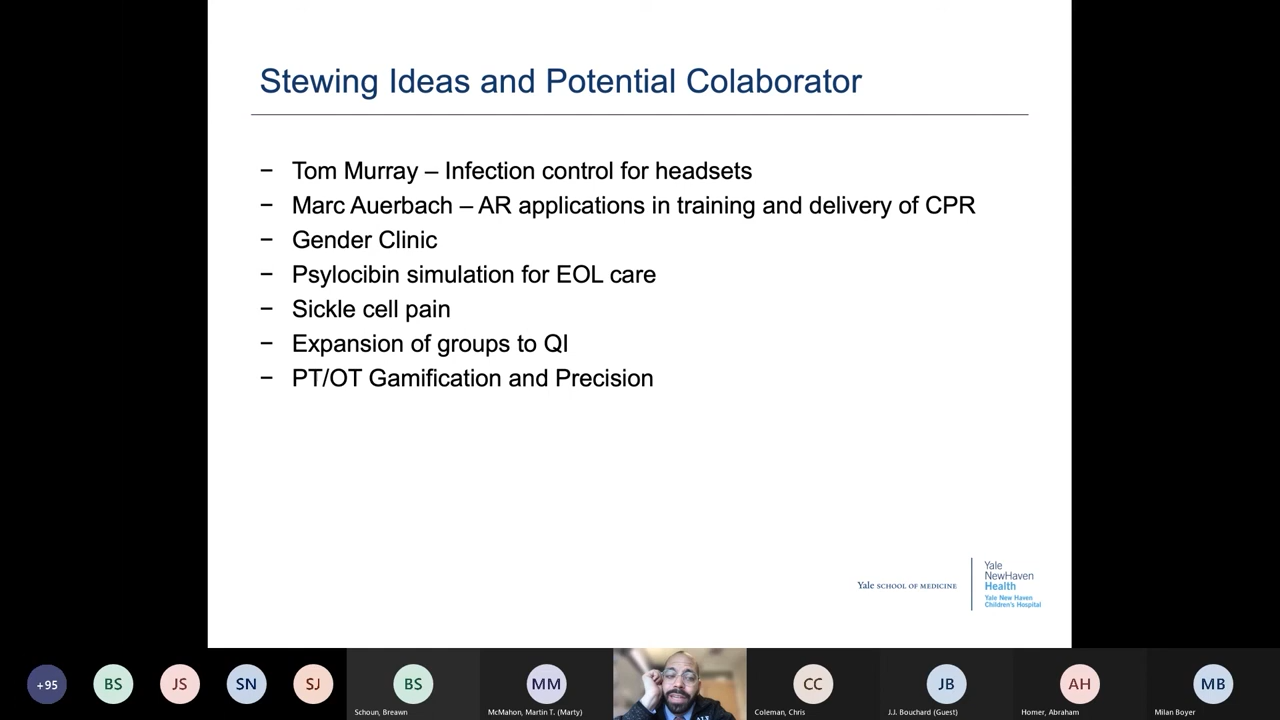 Stewing Ideas and Potential Colaborator
− Tom Murray – Infection control for headsets
− Marc Auerbach – AR applications in training and delivery of CPR
− Gender Clinic
− Psylocibin simulation for EOL care
− Sickle cell pain
− Expansion of groups to QI
− PT/OT Gamification and Precision
Yale SCHOOL OF MEDICINE
Yale
NewHaven
Health
Yale New Haven
Children's Hospital
+95
BS
JS
SN
SJ
BS
MM
CC
JB
AH
MB
Schoun, Breawn
McMahon, Martin T. (Marty)
Coleman, Chris
J.J. Bouchard (Guest)
Homer, Abraham
Milan Boyer